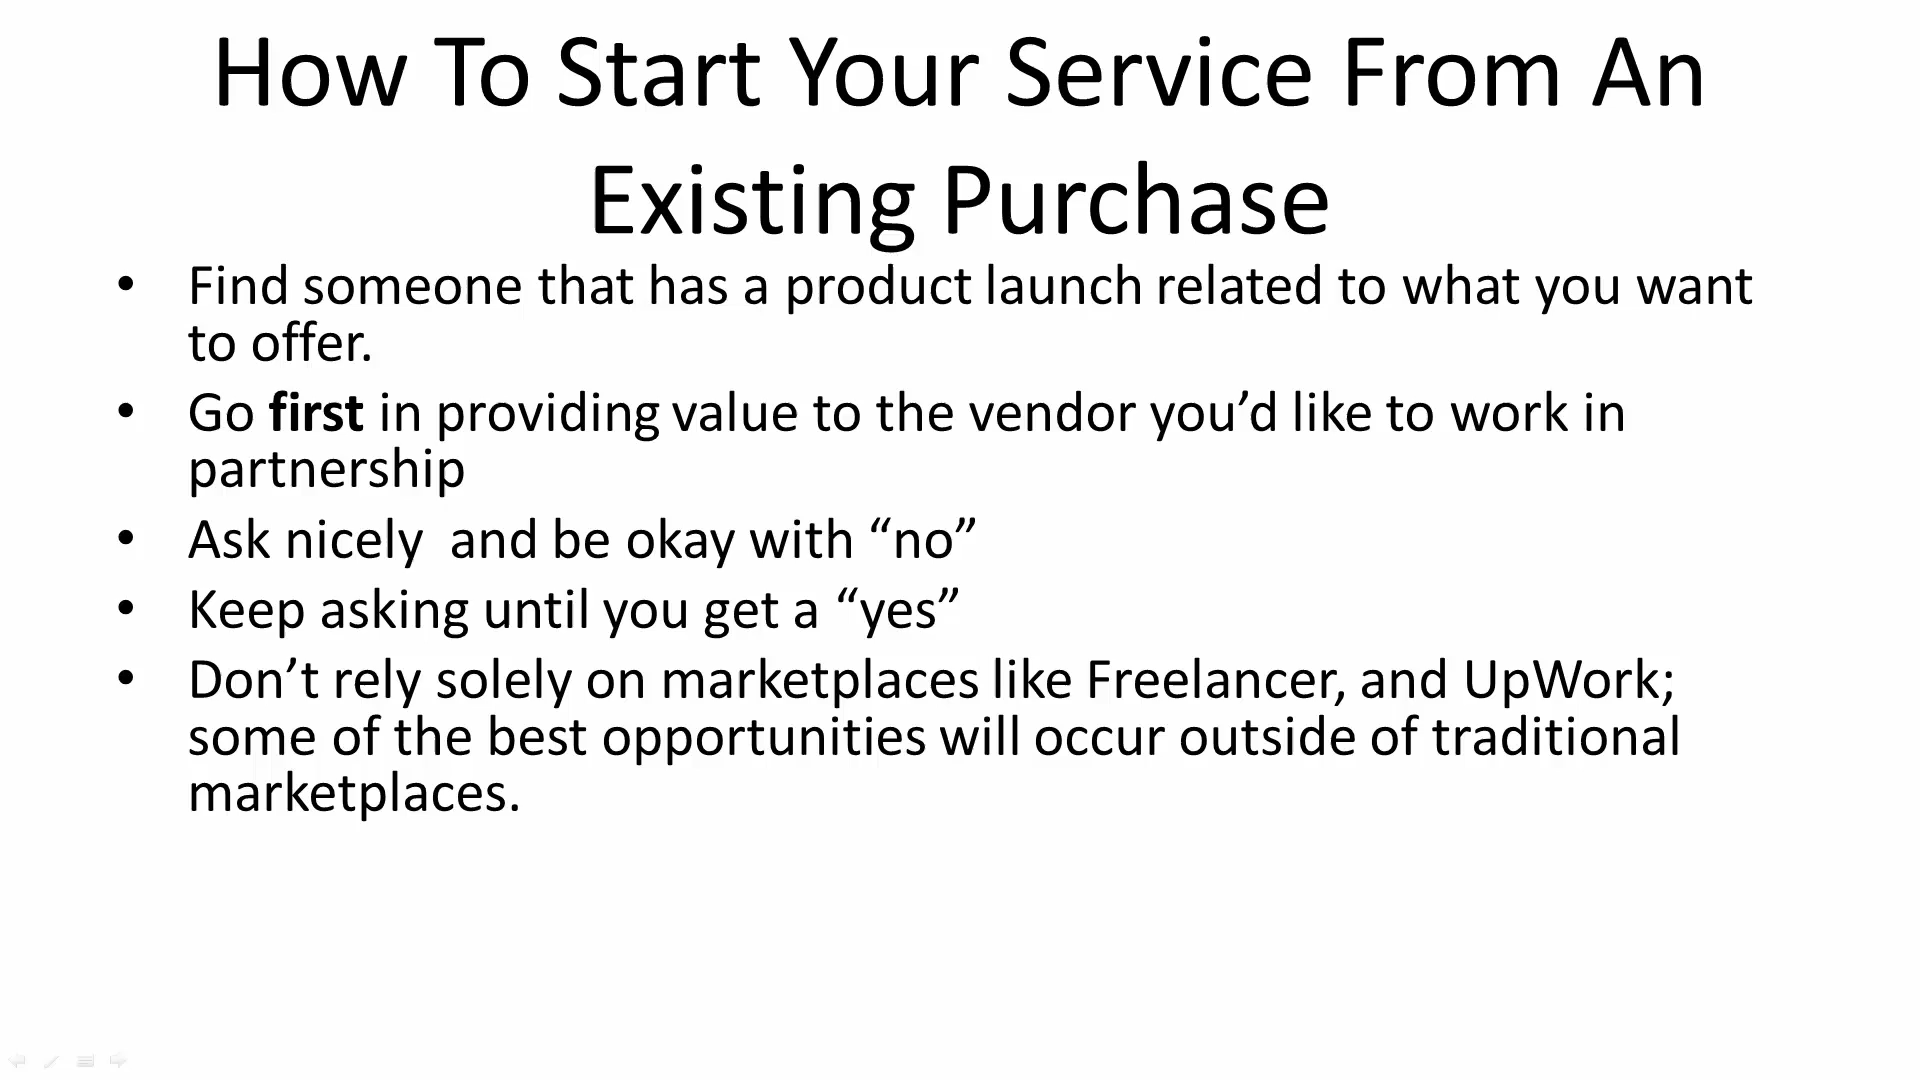 How To Start Your Service From An
Existing Purchase
• Find someone that has a product launch related to what you want
to offer.
• Go first in providing value to the vendor you’d like to work in
partnership
• Ask nicely  and be okay with “no”
• Keep asking until you get a “yes”
• Don’t rely solely on marketplaces like Freelancer, and UpWork;
some of the best opportunities will occur outside of traditional
marketplaces.